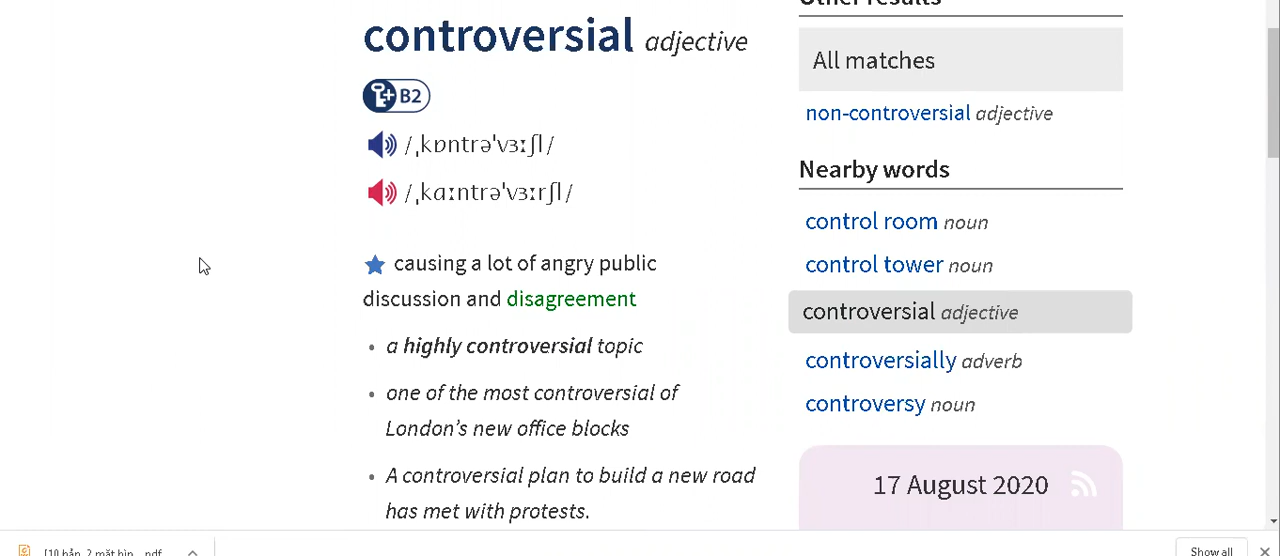 controversial adjective
B2
/ˌkɒntrəˈvɜːʃl/
/ˌkɑːntrəˈvɜːrʃl/
causing a lot of angry public
discussion and disagreement
• a highly controversial topic
• one of the most controversial of
London’s new office blocks
• A controversial plan to build a new road
has met with protests.
Other results
All matches
non-controversial adjective
Nearby words
control room noun
control tower noun
controversial adjective
controversially adverb
controversy noun
17 August 2020
Show all